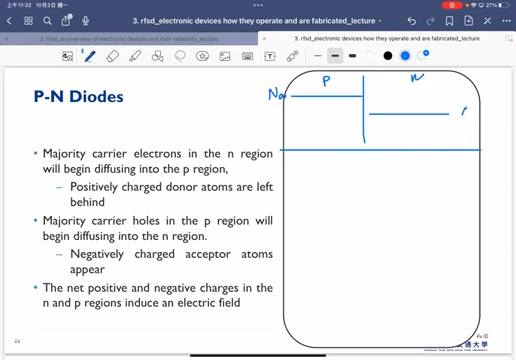 上午11:32 10月2日 週一
3. rfsd_electronic devices how they operate and are fabricated_lecture
27%
2. rfsd_an overview of electronic devices and their reliability_lecture
3. rfsd_electronic devices how they operate and are fabricated_lecture
P-N Diodes
P
N
• Majority carrier electrons in the n region
will begin diffusing into the p region,
– Positively charged donor atoms are left
behind
• Majority carrier holes in the p region will
begin diffusing into the n region.
– Negatively charged acceptor atoms
appear
• The net positive and negative charges in the
n and p regions induce an electric field
22
交通大學